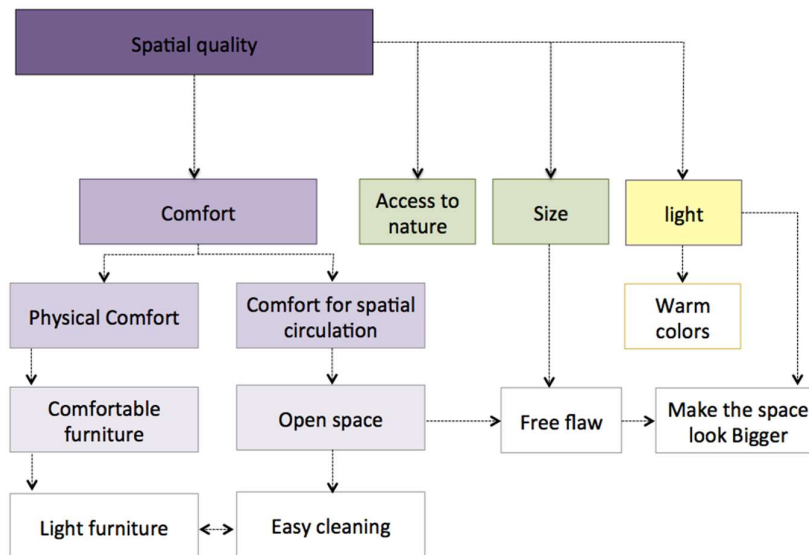 Spatial quality
Comfort
Access to
nature
Size
light
Physical Comfort
Comfort for spatial
circulation
Warm
colors
Comfortable
furniture
Open space
Free flaw
Make the space
look Bigger
Light furniture
Easy cleaning